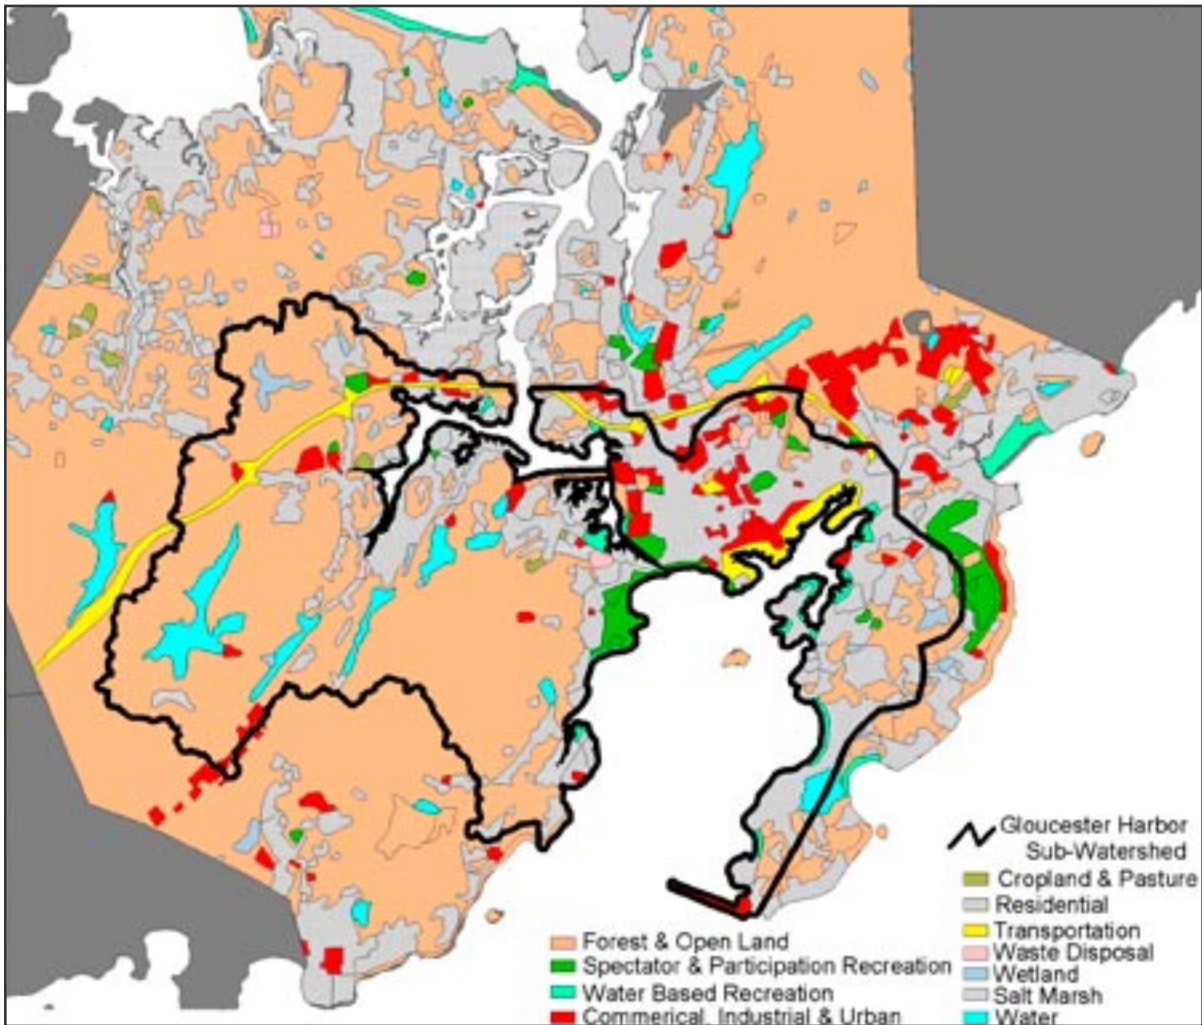 Gloucester Harbor
Sub-Watershed
Cropland & Pasture
Residential
Transportation
Waste Disposal
Wetland
Salt Marsh
Water
Forest & Open Land
Spectator & Participation Recreation
Water Based Recreation
Commerical, Industrial & Urban